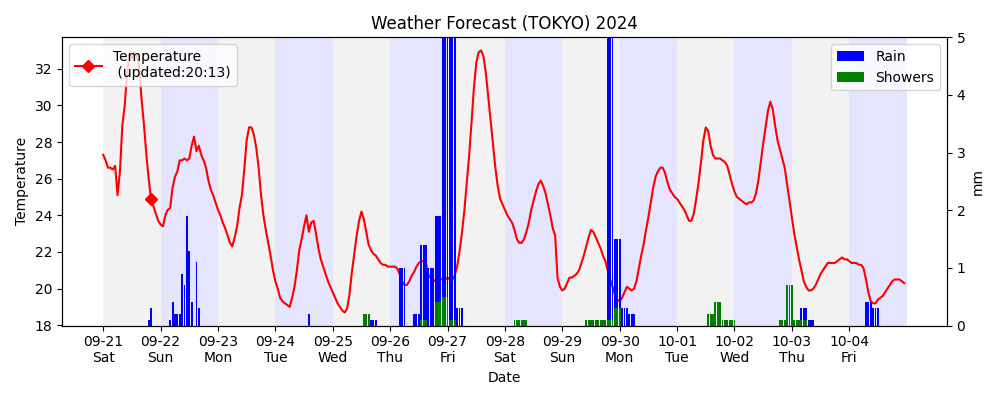 Weather Forecast (TOKYO) 2024
Temperature
(updated:20:13)
Rain
Showers
Temperature
32
30
28
26
24
22
20
18
5
4
3
2
1
0
mm
09-21 09-22 09-23 09-24 09-25 09-26 09-27 09-28 09-29 09-30 10-01 10-02 10-03 10-04
Sat Sun Mon Tue Wed Thu Fri Sat Sun Mon Tue Wed Thu Fri
Date